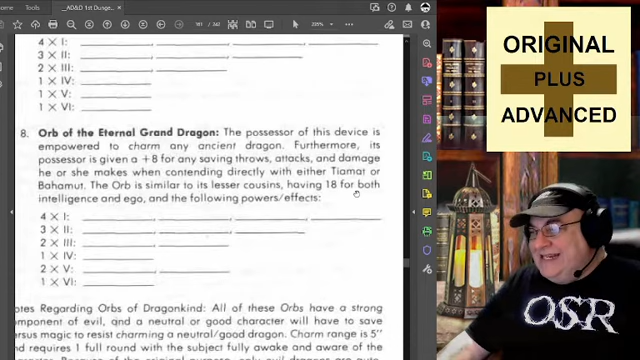 Tools
AD&D 1st Dunge...
181 / 242
225%
4 X I:
3 X II:
2 X III:
1 X IV:
1 X V:
1 X VI:
8. Orb of the Eternal Grand Dragon: The possessor of this device is
empowered to charm any ancient dragon. Furthermore, its
possessor is given a +8 for any saving throws, attacks, and damage
he or she makes when contending directly with either Tiamat or
Bahamut. The Orb is similar to its lesser cousins, having 18 for both
intelligence and ego, and the following powers/effects:
4 X I:
3 X II:
2 X III:
1 X IV:
2 X V:
1 X VI:
otes Regarding Orbs of Dragonkind: All of these Orbs have a strong
mponent of evil, and a neutral or good character will have to save
ersus magic to resist charming a neutral/good dragon. Charm range is 5"
nd requires 1 full round with the subject fully awake and aware of the
ORIGINAL
PLUS
ADVANCED
OSR